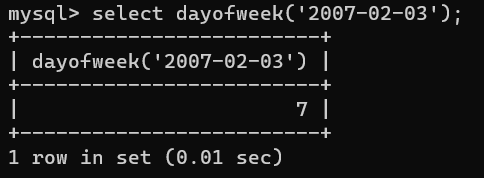 mysql> select dayofweek('2007-02-03');
+-------------------------+
| dayofweek('2007-02-03') |
+-------------------------+
|                       7 |
+-------------------------+
1 row in set (0.01 sec)